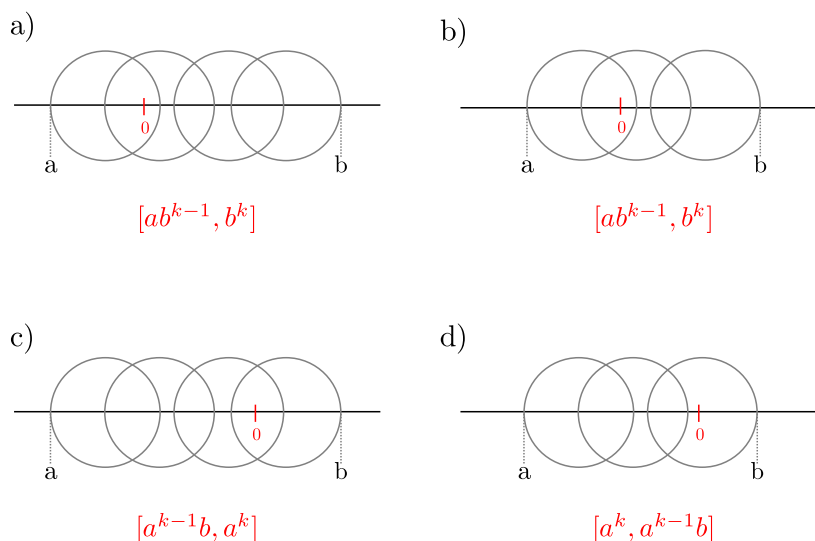 a)
0
a b
[ab^{k−1}, b^k]
b)
0
a b
[ab^{k−1}, b^k]
c)
0
a b
[a^{k−1}b, a^k]
d)
0
a b
[a^k, a^{k−1}b]